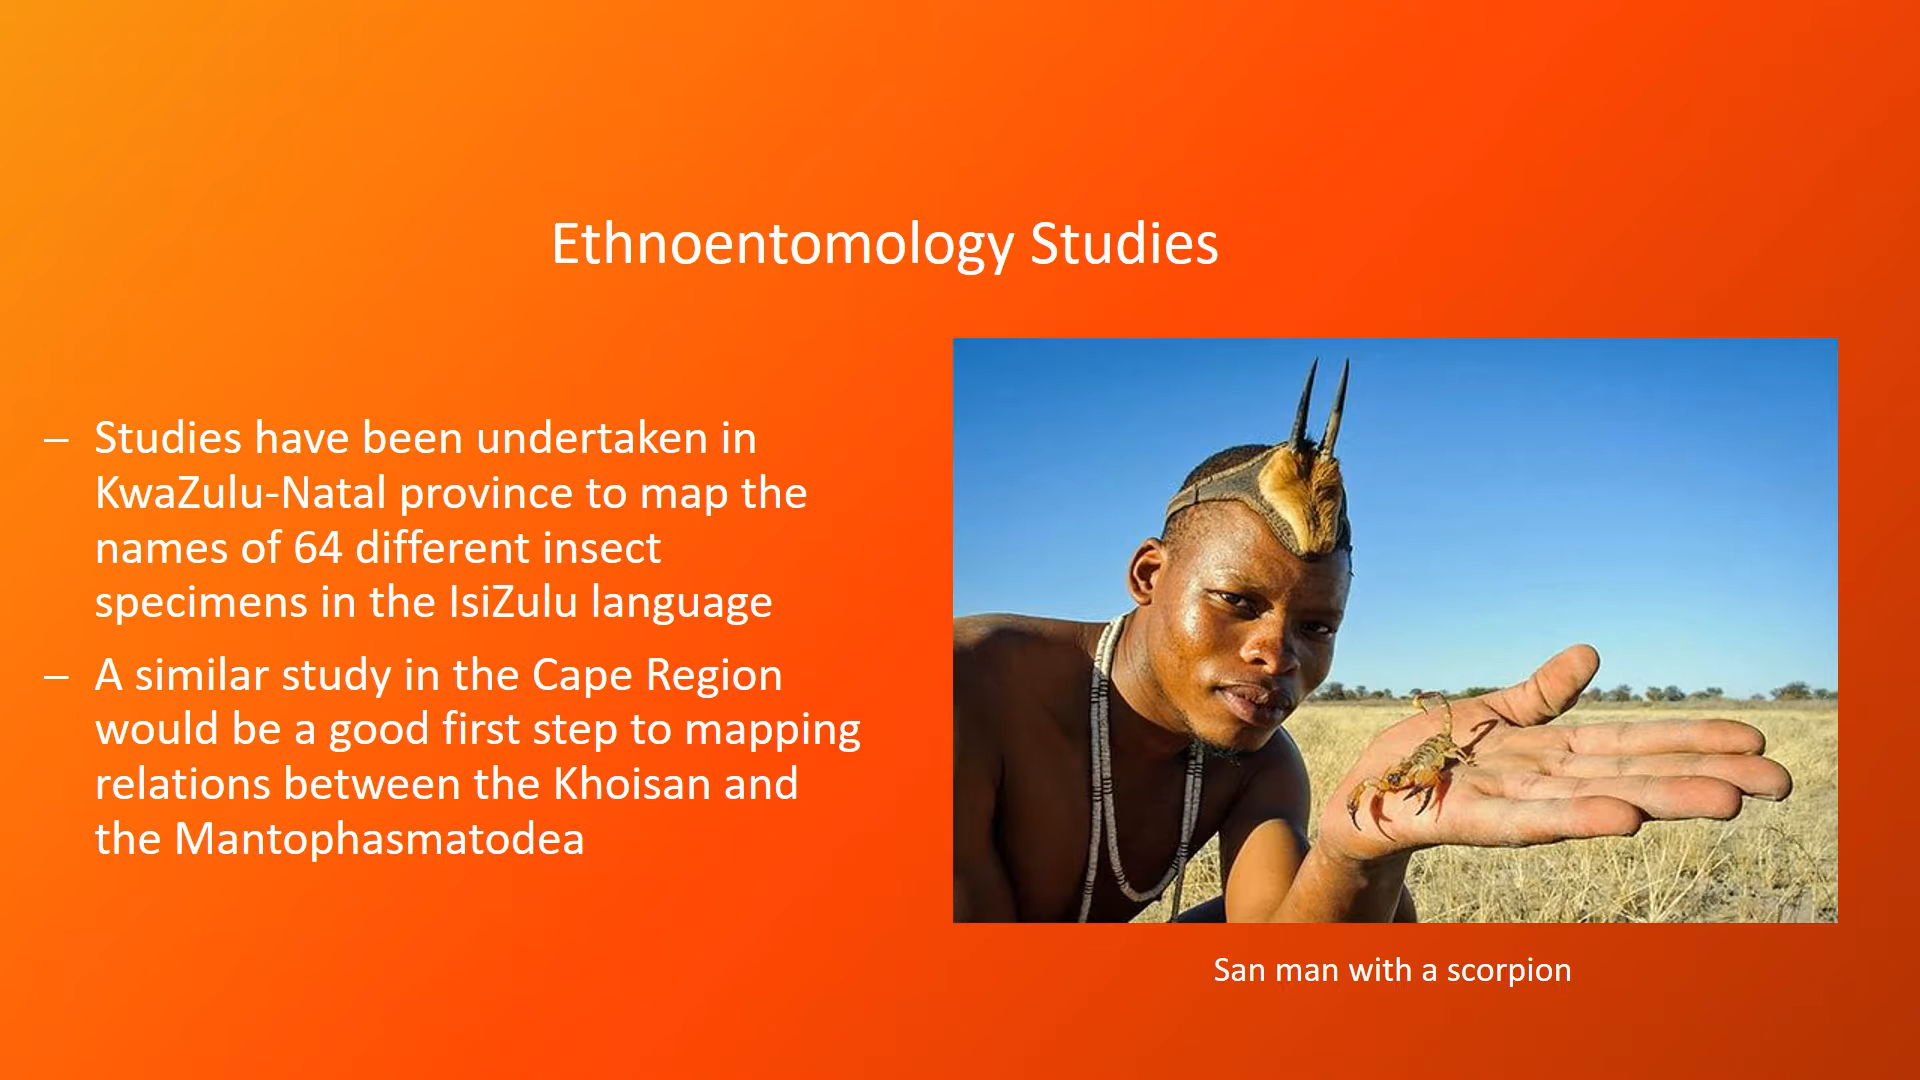 Ethnoentomology Studies
– Studies have been undertaken in
KwaZulu-Natal province to map the
names of 64 different insect
specimens in the IsiZulu language
– A similar study in the Cape Region
would be a good first step to mapping
relations between the Khoisan and
the Mantophasmatodea
San man with a scorpion